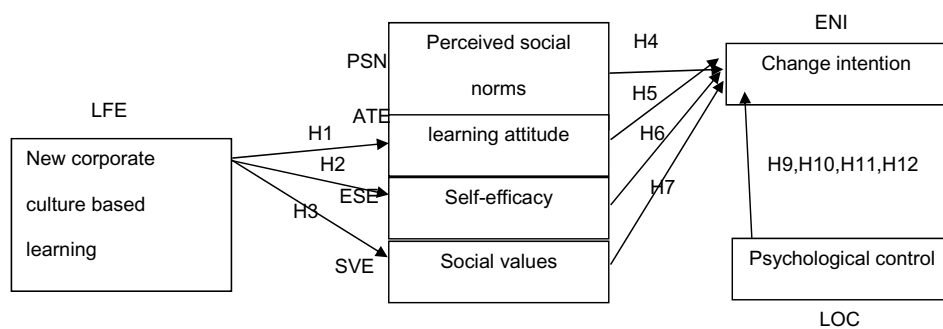 LFE
New corporate
culture based
learning
H1
H2
H3
PSN
ATE
ESE
SVE
Perceived social
norms
learning attitude
Self-efficacy
Social values
H4
H5
H6
H7
ENI
Change intention
H9,H10,H11,H12
Psychological control
LOC